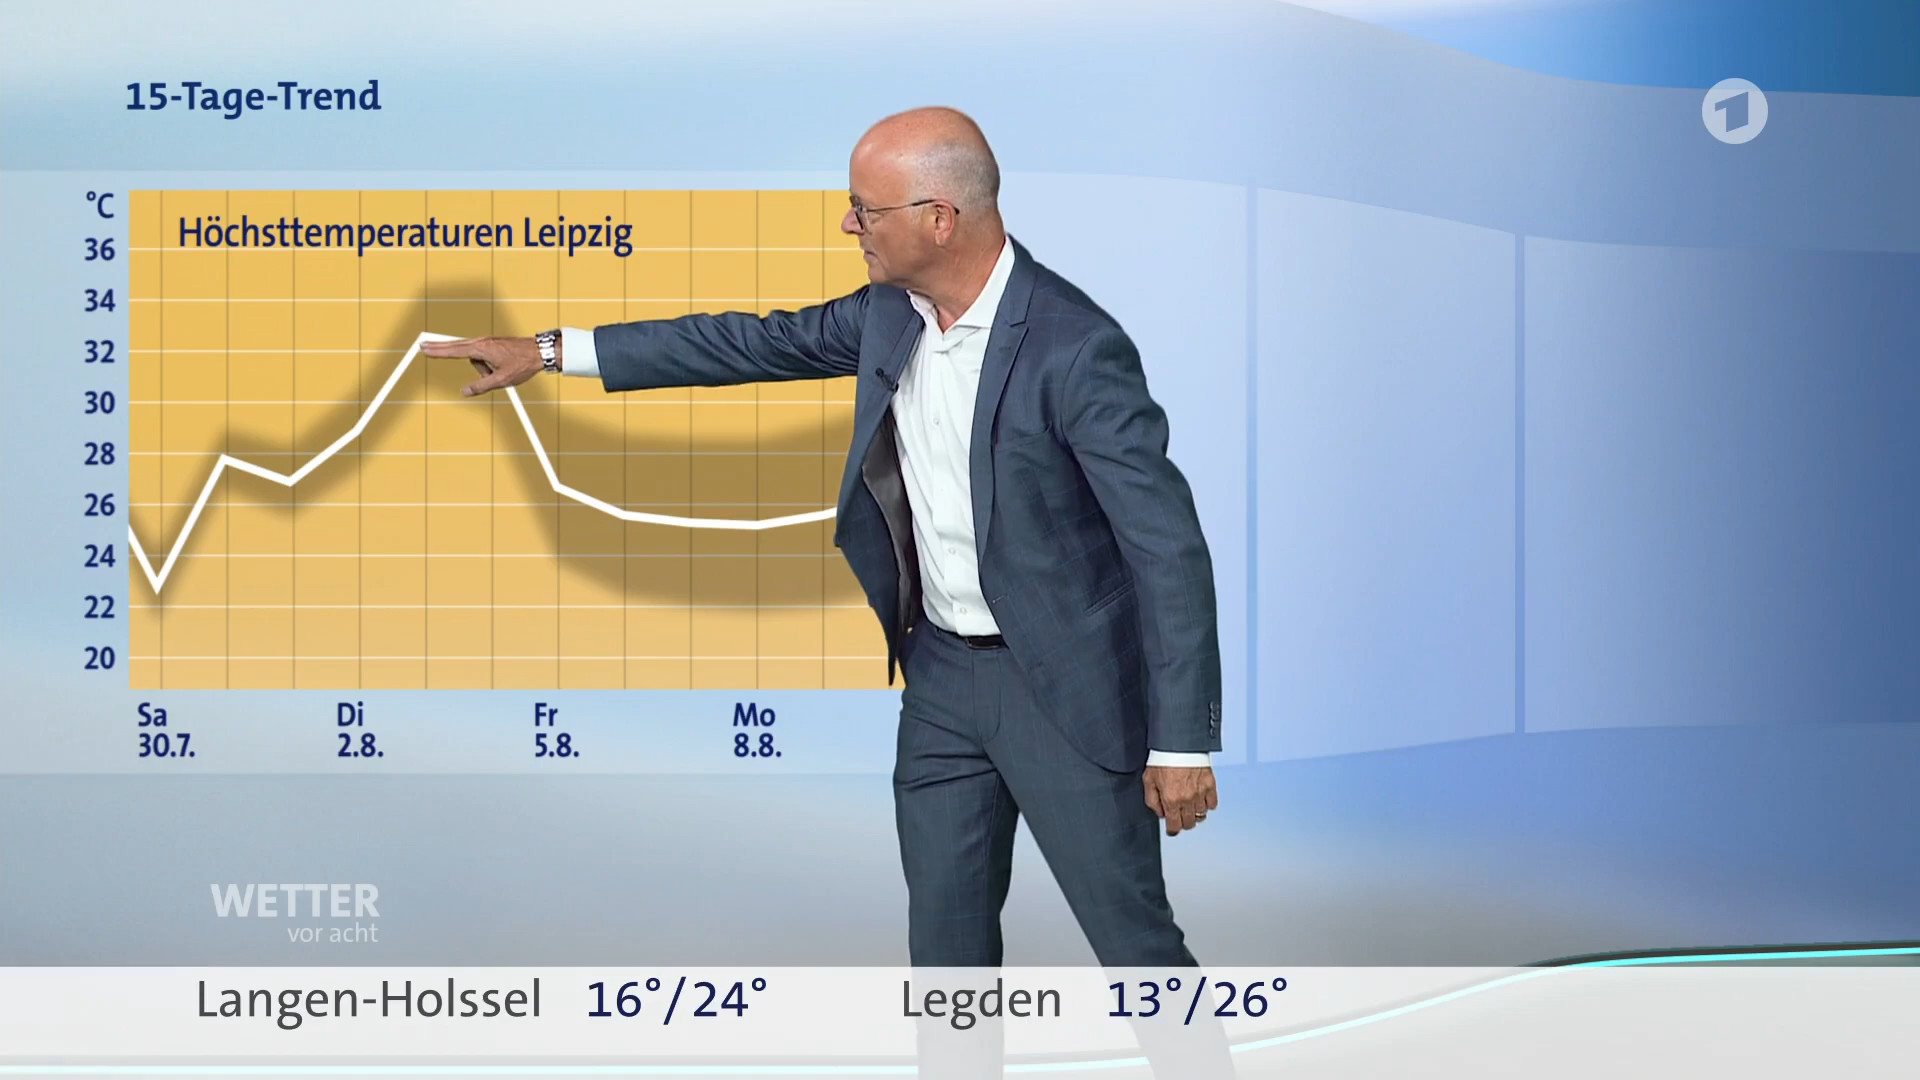 15-Tage-Trend
°C
Höchsttemperaturen Leipzig
36
34
32
30
28
26
24
22
20
Sa Di Fr Mo
30.7. 2.8. 5.8. 8.8.
WETTER
vor acht
Langen-Holssel 16°/24° Legden 13°/26°